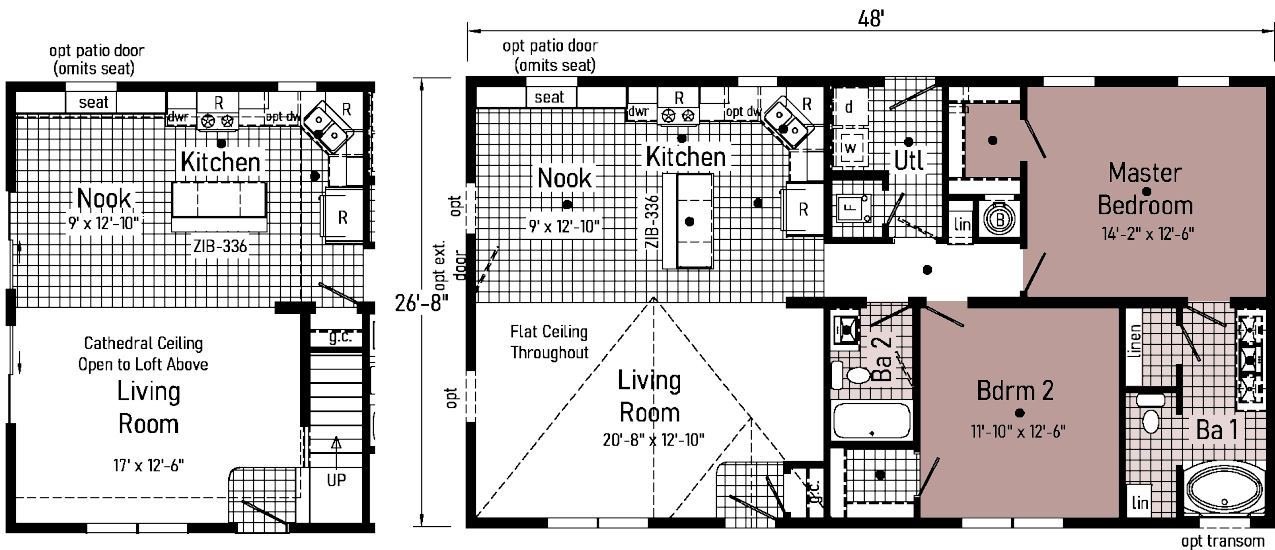 opt patio door
(omits seat)
seat
R
dwr
opt dw
R
Kitchen
Nook
9' x 12'-10"
R
ZIB-336
Cathedral Ceiling
Open to Loft Above
Living
Room
17' x 12'-6"
g.c.
UP
48'
26'-8"
opt patio door
(omits seat)
seat
R
dwr
opt dw
R
Kitchen
Nook
9' x 12'-10"
ZIB-336
R
opt
opt ext.
door
opt
Flat Ceiling
Throughout
Living
Room
20'-8" x 12'-10"
g.c.
d
w
Utl
F
lin
B
Master
Bedroom
14'-2" x 12'-6"
Ba 2
Bdrm 2
11'-10" x 12'-6"
linen
Ba 1
lin
opt transom